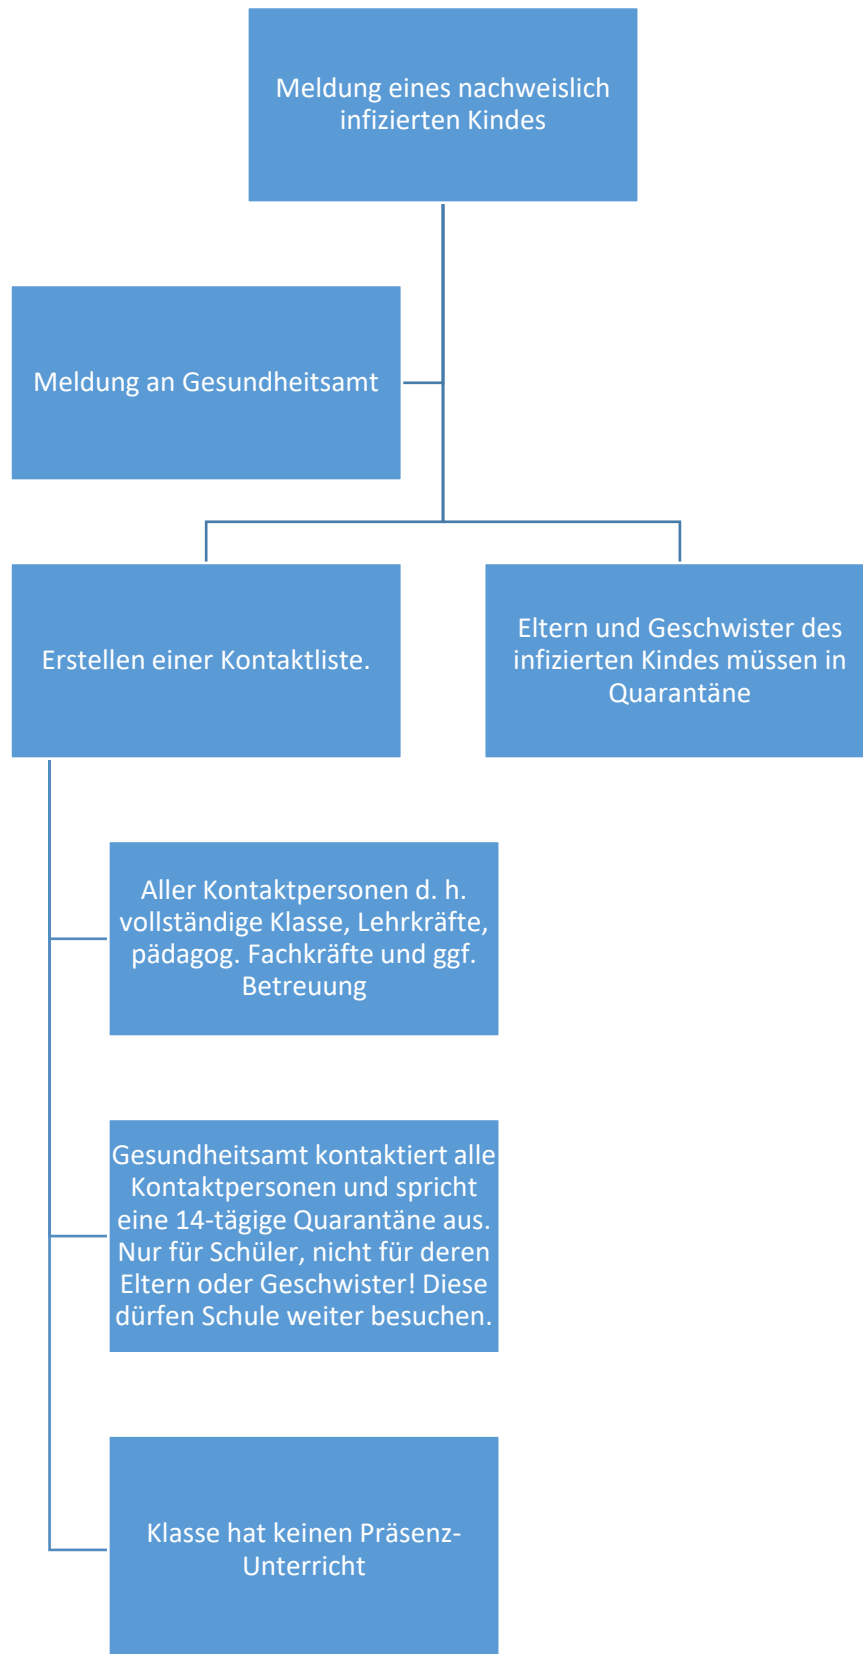 Meldung eines nachweislich
infizierten Kindes
Meldung an Gesundheitsamt
Erstellen einer Kontaktliste.
Eltern und Geschwister des
infizierten Kindes müssen in
Quarantäne
Aller Kontaktpersonen d. h.
vollständige Klasse, Lehrkräfte,
pädagog. Fachkräfte und ggf.
Betreuung
Gesundheitsamt kontaktiert alle
Kontaktpersonen und spricht
eine 14-tägige Quarantäne aus.
Nur für Schüler, nicht für deren
Eltern oder Geschwister! Diese
dürfen Schule weiter besuchen.
Klasse hat keinen Präsenz-
Unterricht